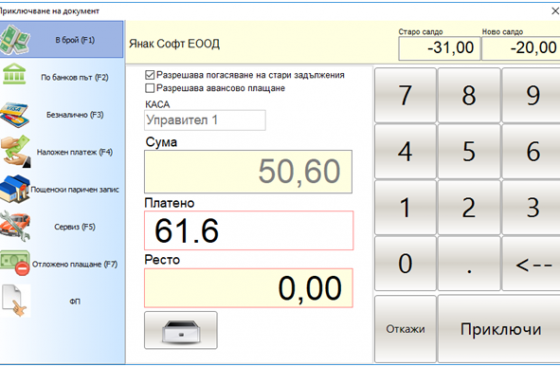 Приключване на документ
В брой (F1)
По банков път (F2)
Безналично (F3)
Наложен платеж (F4)
Пощенски паричен запис
Сервиз (F5)
Отложено плащане (F7)
ФП
Янак Софт ЕООД
Старо салдо
-31,00
Ново салдо
-20,00
Разрешава погасяване на стари задължения
Разрешава авансово плащане
КАСА
Управител 1
Сума
50,60
Платено
61.6
Ресто
0,00
7 8 9
4 5 6
1 2 3
0 . <--
Откажи Приключи